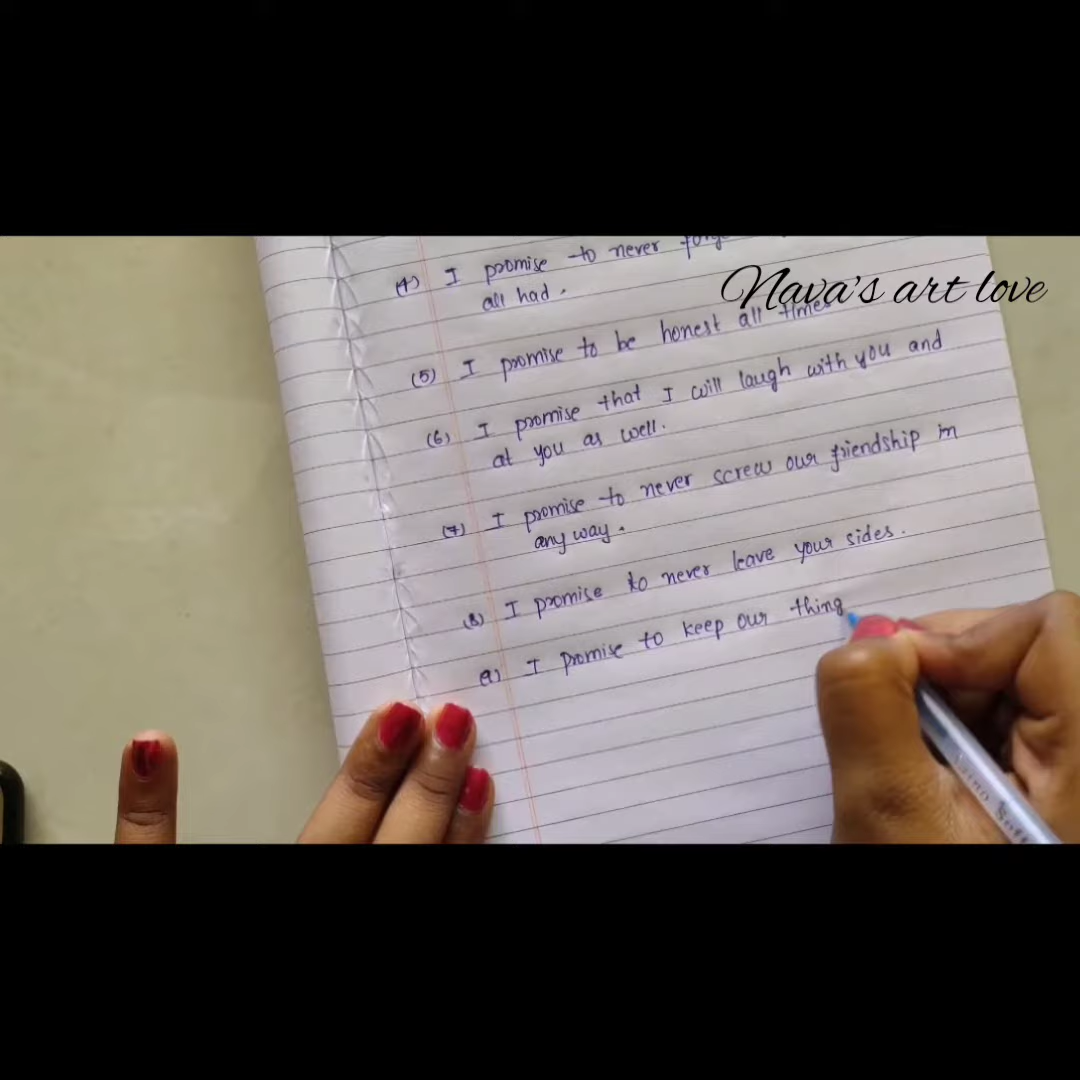 (4) I promise to never
all had.
Nava's art love
(5) I promise to be honest all times
(6) I promise that I will laugh with you and
at you as well.
(7) I promise to never screw our friendship in
any way.
(8) I promise to never leave your sides.
(9) I promise to keep our thing